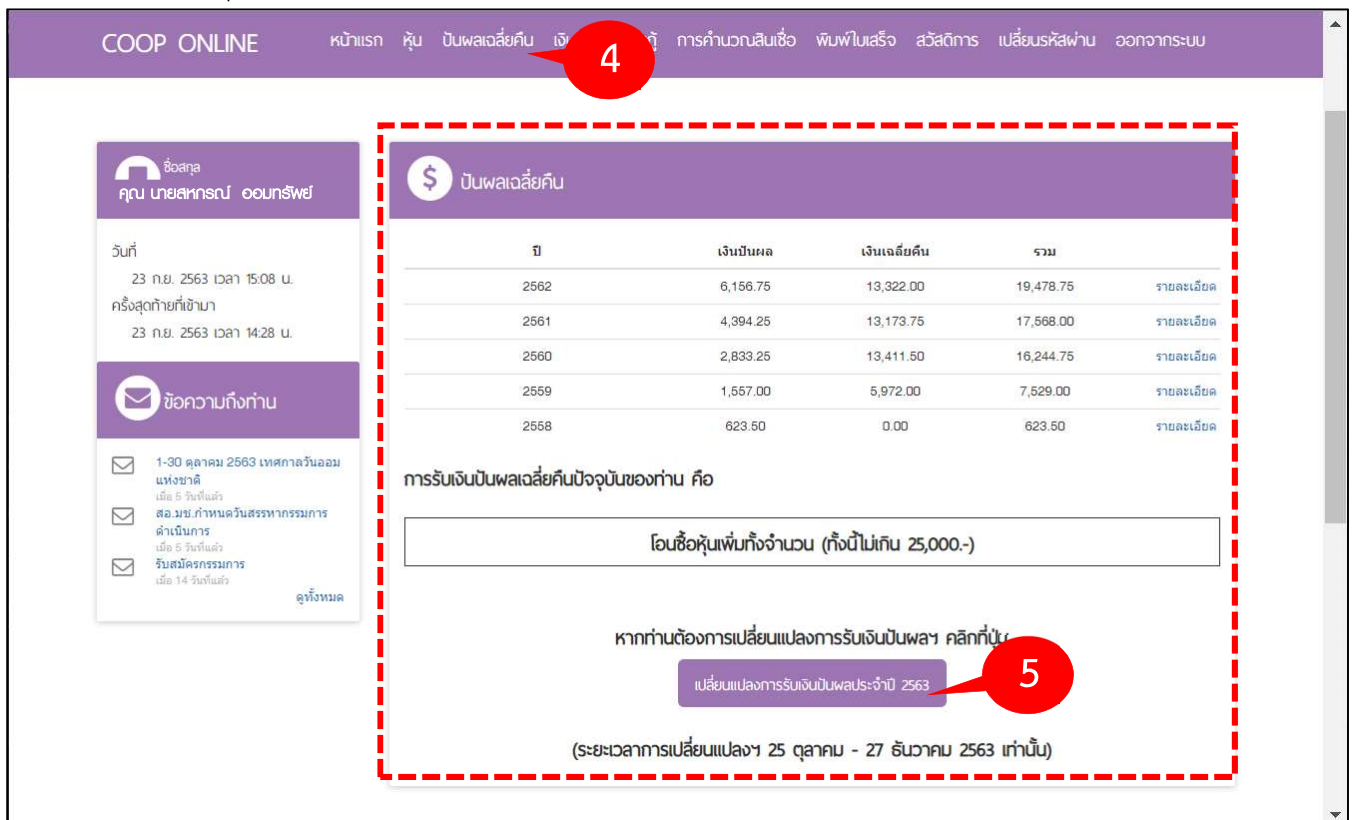 COOP ONLINE หน้าแรก หุ้น ปันผลเฉลี่ยคืน กู้ การคำนวณสินเชื่อ พิมพ์ใบเสร็จ สวัสดิการ เปลี่ยนรหัสผ่าน ออกจากระบบ
4
ชื่อสกุล
คุณ นายสหกรณ์ ออมทรัพย์
วันที่
23 ก.ย. 2563 เวลา 15:08 น.
ครั้งสุดท้ายที่เข้ามา
23 ก.ย. 2563 เวลา 14:28 น.
ข้อความถึงท่าน
1-30 ตุลาคม 2563 เทศกาลวันออม
แห่งชาติ
เมื่อ 5 วันที่แล้ว
สอ.มช.กำหนดวันสรรหากรรมการ
ดำเนินการ
เมื่อ 5 วันที่แล้ว
รับสมัครกรรมการ
เมื่อ 14 วันที่แล้ว
ดูทั้งหมด
$ ปันผลเฉลี่ยคืน
ปี เงินปันผล เงินเฉลี่ยคืน รวม
2562 6,156.75 13,322.00 19,478.75 รายละเอียด
2561 4,394.25 13,173.75 17,568.00 รายละเอียด
2560 2,833.25 13,411.50 16,244.75 รายละเอียด
2559 1,557.00 5,972.00 7,529.00 รายละเอียด
2558 623.50 0.00 623.50 รายละเอียด
การรับเงินปันผลเฉลี่ยคืนปัจจุบันของท่าน คือ
โอนซื้อหุ้นเพิ่มทั้งจำนวน (ทั้งนี้ไม่เกิน 25,000.-)
หากท่านต้องการเปลี่ยนแปลงการรับเงินปันผลฯ คลิกที่
เปลี่ยนแปลงการรับเงินปันผลประจำปี 2563
5
(ระยะเวลาการเปลี่ยนแปลงฯ 25 ตุลาคม - 27 ธันวาคม 2563 เท่านั้น)